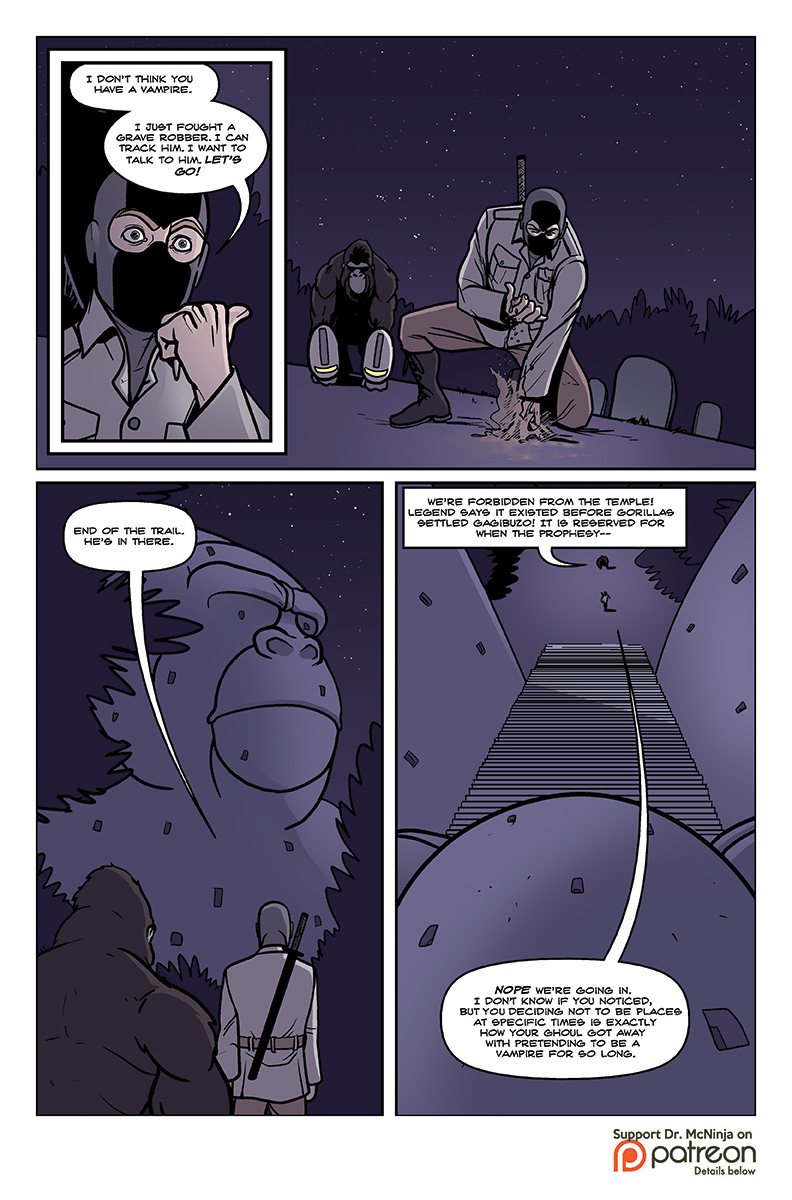 I DON'T THINK YOU
HAVE A VAMPIRE.
I JUST FOUGHT A
GRAVE ROBBER. I CAN
TRACK HIM. I WANT TO
TALK TO HIM. LET'S
GO!
END OF THE TRAIL.
HE'S IN THERE.
WE'RE FORBIDDEN FROM THE TEMPLE!
LEGEND SAYS IT EXISTED BEFORE GORILLAS
SETTLED GAGIBUZO! IT IS RESERVED FOR
WHEN THE PROPHESY--
NOPE WE'RE GOING IN.
I DON'T KNOW IF YOU NOTICED,
BUT YOU DECIDING NOT TO BE PLACES
AT SPECIFIC TIMES IS EXACTLY
HOW YOUR GHOUL GOT AWAY
WITH PRETENDING TO BE A
VAMPIRE FOR SO LONG.
Support Dr. McNinja on
patreon
Details below